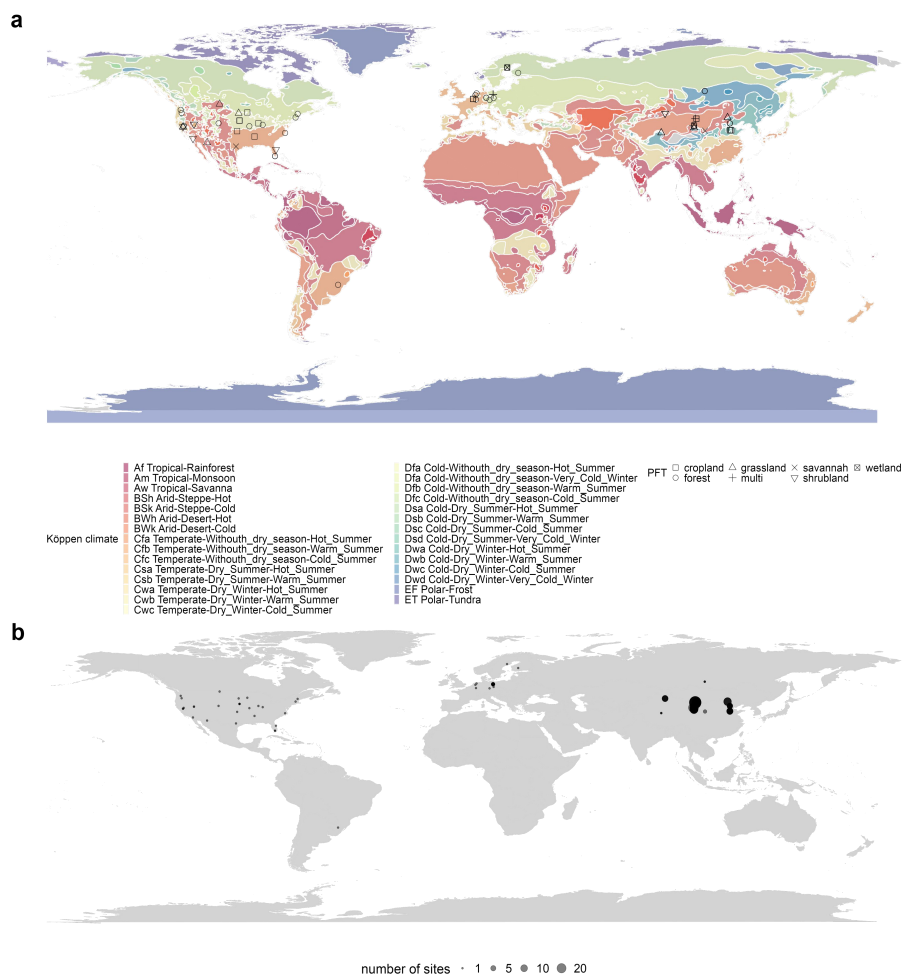 a
Köppen climate
Af Tropical-Rainforest
Am Tropical-Monsoon
Aw Tropical-Savanna
BSh Arid-Steppe-Hot
BSk Arid-Steppe-Cold
BWh Arid-Desert-Hot
BWk Arid-Desert-Cold
Cfa Temperate-Withouth_dry_season-Hot_Summer
Cfb Temperate-Withouth_dry_season-Warm_Summer
Cfc Temperate-Withouth_dry_season-Cold_Summer
Csa Temperate-Dry_Summer-Hot_Summer
Csb Temperate-Dry_Summer-Warm_Summer
Cwa Temperate-Dry_Winter-Hot_Summer
Cwb Temperate-Dry_Winter-Warm_Summer
Cwc Temperate-Dry_Winter-Cold_Summer
Dfa Cold-Withouth_dry_season-Hot_Summer
Dfa Cold-Withouth_dry_season-Very_Cold_Winter
Dfb Cold-Withouth_dry_season-Warm_Summer
Dfc Cold-Withouth_dry_season-Cold_Summer
Dsa Cold-Dry_Summer-Hot_Summer
Dsb Cold-Dry_Summer-Warm_Summer
Dsc Cold-Dry_Summer-Cold_Summer
Dsd Cold-Dry_Summer-Very_Cold_Winter
Dwa Cold-Dry_Winter-Hot_Summer
Dwb Cold-Dry_Winter-Warm_Summer
Dwc Cold-Dry_Winter-Cold_Summer
Dwd Cold-Dry_Winter-Very_Cold_Winter
EF Polar-Frost
ET Polar-Tundra
PFT cropland grassland savannah wetland
forest multi shrubland
b
number of sites 1 5 10 20